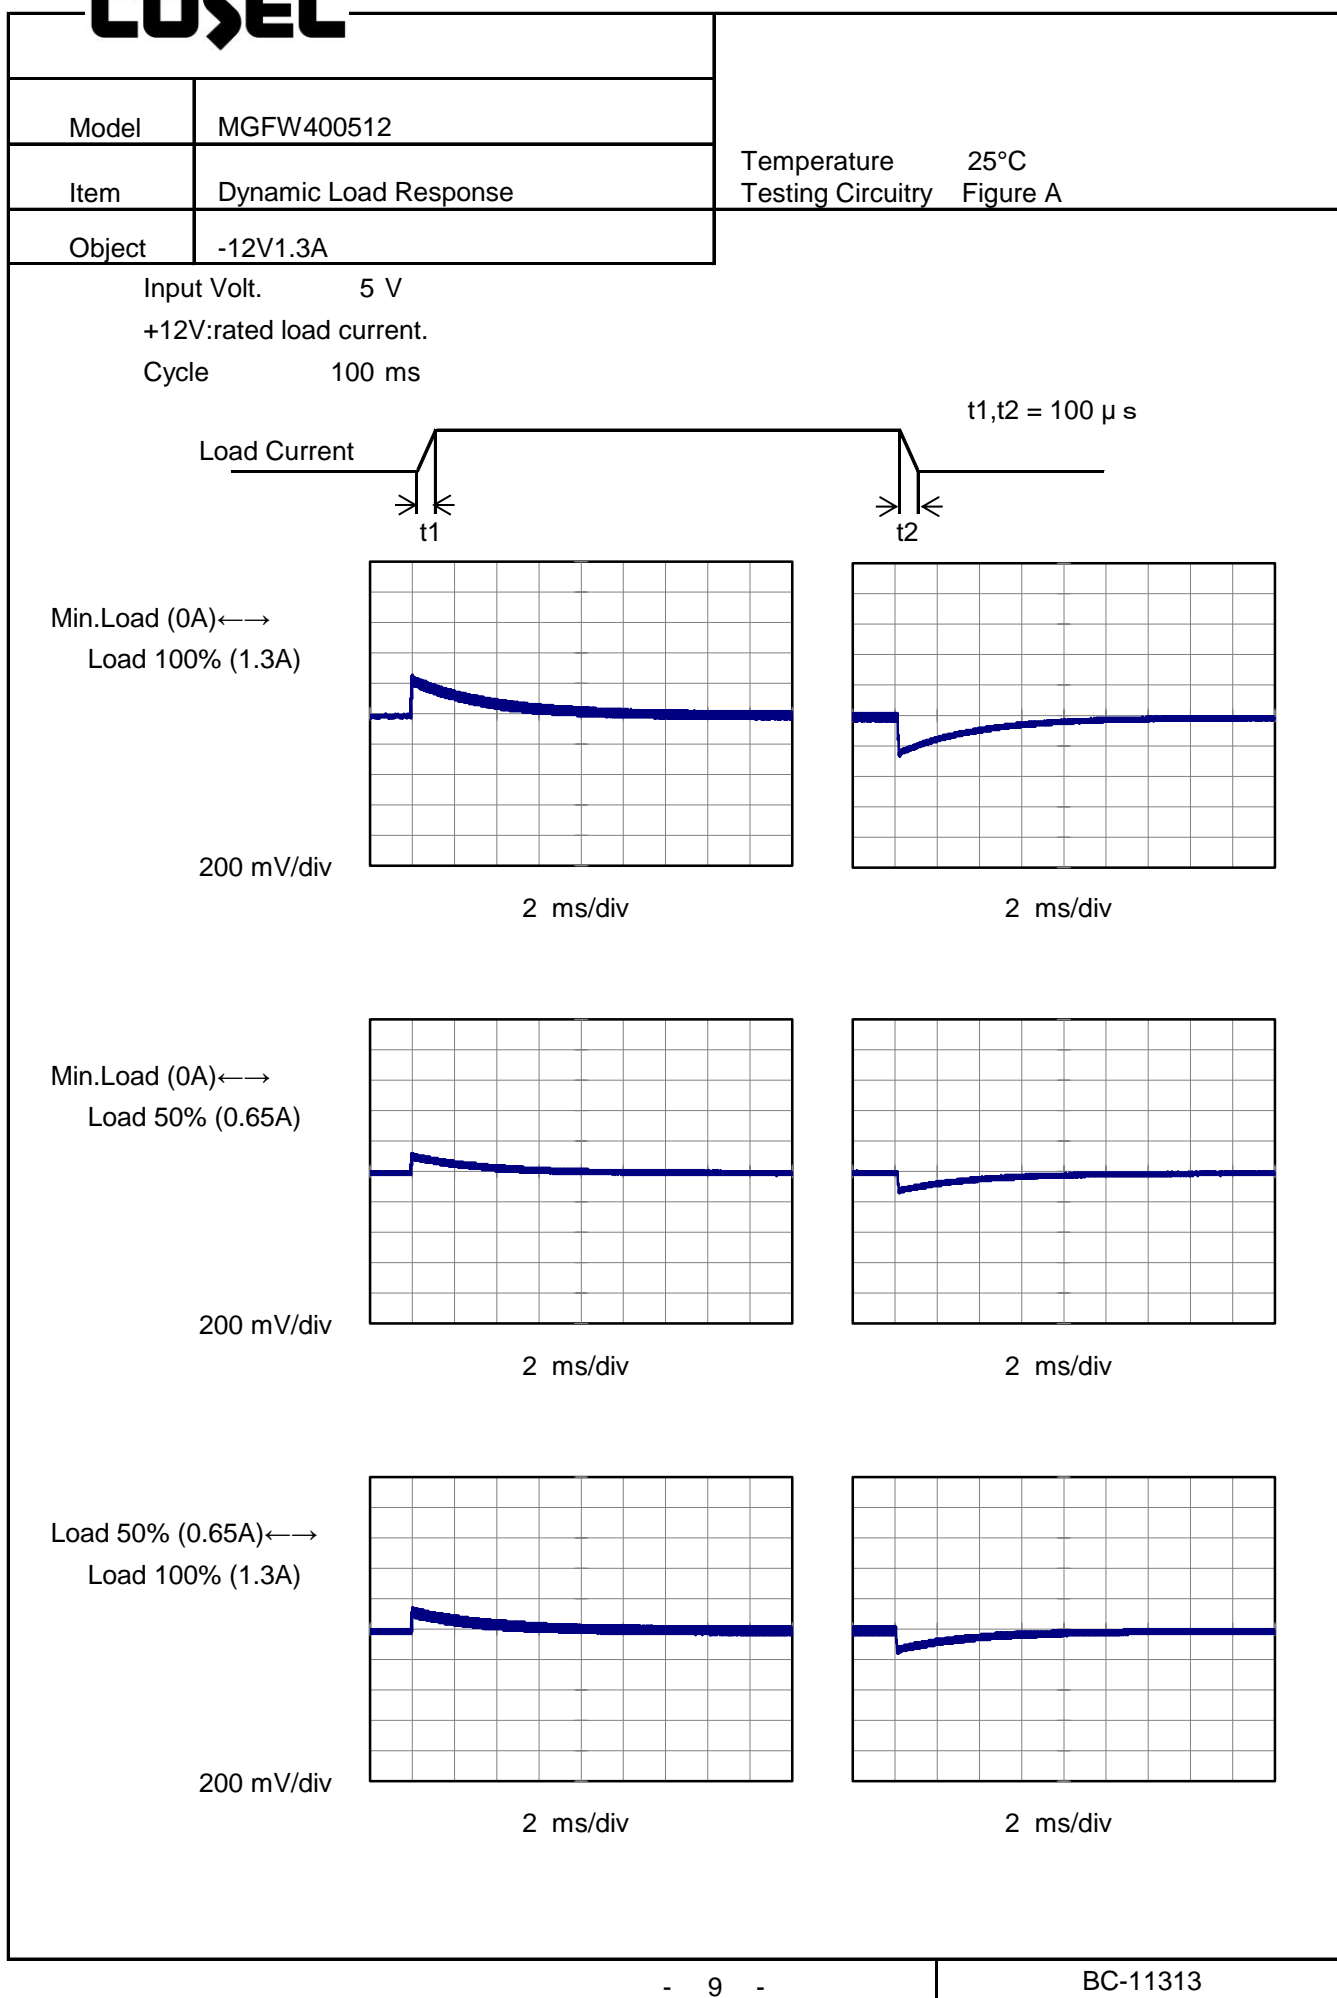 COSEL
Model MGFW400512
Temperature 25°C
Item Dynamic Load Response Testing Circuitry Figure A
Object -12V1.3A
Input Volt. 5 V
+12V:rated load current.
Cycle 100 ms
t1,t2 = 100 µ s
Load Current
t1 t2
Min.Load (0A)←→
Load 100% (1.3A)
200 mV/div
2 ms/div 2 ms/div
Min.Load (0A)←→
Load 50% (0.65A)
200 mV/div
2 ms/div 2 ms/div
Load 50% (0.65A)←→
Load 100% (1.3A)
200 mV/div
2 ms/div 2 ms/div
- 9 - BC-11313